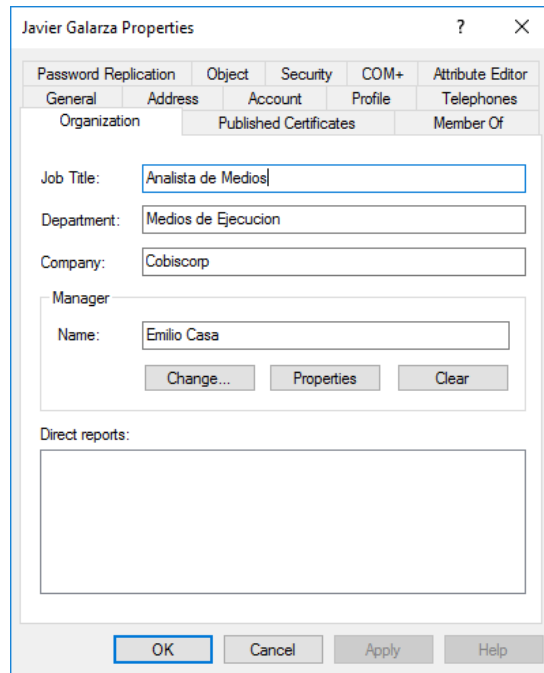 Javier Galarza Properties ?
Password Replication Object Security COM+ Attribute Editor
General Address Account Profile Telephones
Organization Published Certificates Member Of
Job Title: Analista de Medios
Department: Medios de Ejecucion
Company: Cobiscorp
Manager
Name: Emilio Casa
Change... Properties Clear
Direct reports:
OK Cancel Apply Help